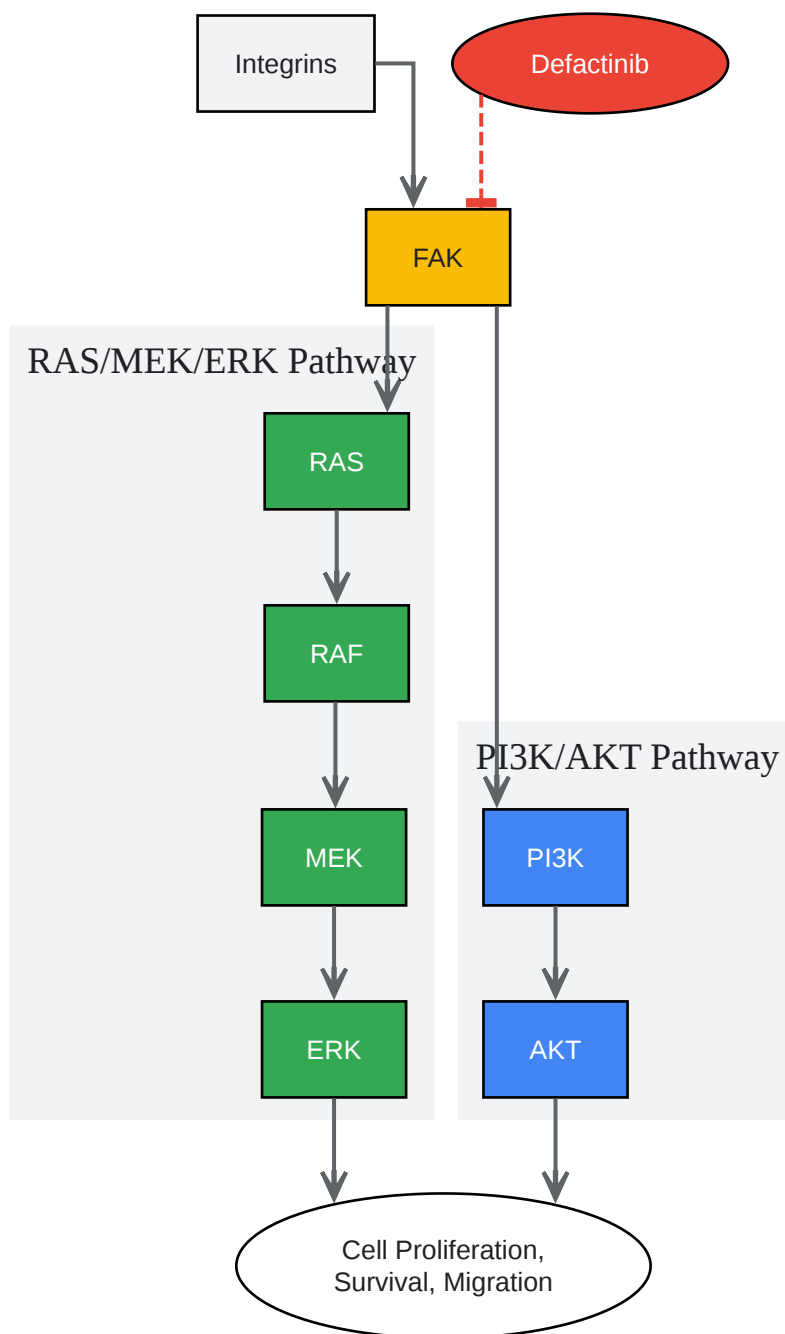 Integrins
Defactinib
FAK
RAS/MEK/ERK Pathway
RAS
RAF
PI3K/AKT Pathway
MEK
PI3K
ERK
AKT
Cell Proliferation,
Survival, Migration